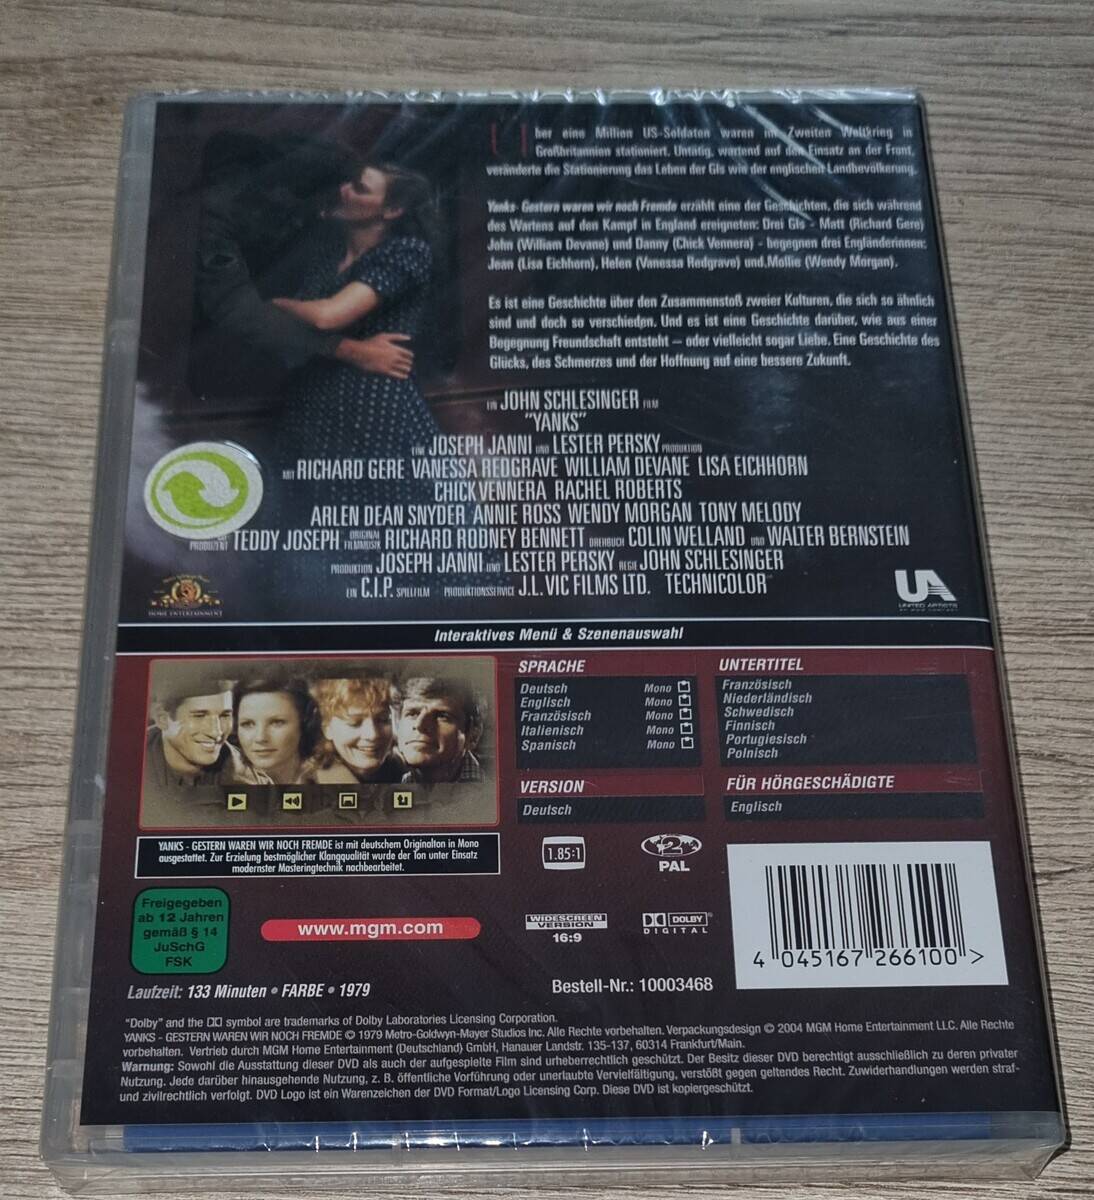 Über eine Million US-Soldaten waren im Zweiten Weltkrieg in
Großbritannien stationiert. Untätig, wartend auf den Einsatz an der Front,
veränderte die Stationierung das Leben der GIs wie der englischen Landbevölkerung.
Yanks- Gestern waren wir noch Fremde erzählt eine der Geschichten, die sich während
des Wartens auf den Kampf in England ereigneten: Drei GIs - Matt (Richard Gere)
John (William Devane) und Danny (Chick Vennera) - begegnen drei Engländerinnen:
Jean (Lisa Eichhorn), Helen (Vanessa Redgrave) und Mollie (Wendy Morgan).
Es ist eine Geschichte über den Zusammenstoß zweier Kulturen, die sich so ähnlich
sind und doch so verschieden. Und es ist eine Geschichte darüber, wie aus einer
Begegnung Freundschaft entsteht – oder vielleicht sogar Liebe. Eine Geschichte des
Glücks, des Schmerzes und der Hoffnung auf eine bessere Zukunft.
EIN JOHN SCHLESINGER FILM
"YANKS"
EINE JOSEPH JANNI UND LESTER PERSKY PRODUKTION
MIT RICHARD GERE VANESSA REDGRAVE WILLIAM DEVANE LISA EICHHORN
CHICK VENNERA RACHEL ROBERTS
ARLEN DEAN SNYDER ANNIE ROSS WENDY MORGAN TONY MELODY
PRODUZENT TEDDY JOSEPH ORIGINAL FILMMUSIK RICHARD RODNEY BENNETT DREHBUCH COLIN WELLAND UND WALTER BERNSTEIN
PRODUKTION JOSEPH JANNI UND LESTER PERSKY REGIE JOHN SCHLESINGER
EIN C.I.P. SPIELFILM PRODUKTIONSSERVICE J.L. VIC FILMS LTD. TECHNICOLOR
HOME ENTERTAINMENT
UA
UNITED ARTISTS
Interaktives Menü & Szenenauswahl
SPRACHE
Deutsch Mono
Englisch Mono
Französisch Mono
Italienisch Mono
Spanisch Mono
VERSION
Deutsch
UNTERTITEL
Französisch
Niederländisch
Schwedisch
Finnisch
Portugiesisch
Polnisch
FÜR HÖRGESCHÄDIGTE
Englisch
YANKS - GESTERN WAREN WIR NOCH FREMDE ist mit deutschem Originalton in Mono
ausgestattet. Zur Erzielung bestmöglicher Klangqualität wurde der Ton unter Einsatz
modernster Masteringtechnik nachbearbeitet.
1.85:1
2
PAL
Freigegeben
ab 12 Jahren
gemäß § 14
JuSchG
FSK
www.mgm.com
WIDESCREEN
VERSION
16:9
DOLBY
DIGITAL
4 045167 266100 >
Laufzeit: 133 Minuten • FARBE • 1979
Bestell-Nr.: 10003468
"Dolby" and the DD symbol are trademarks of Dolby Laboratories Licensing Corporation.
YANKS - GESTERN WAREN WIR NOCH FREMDE © 1979 Metro-Goldwyn-Mayer Studios Inc. Alle Rechte vorbehalten. Verpackungsdesign © 2004 MGM Home Entertainment LLC. Alle Rechte
vorbehalten. Vertrieb durch MGM Home Entertainment (Deutschland) GmbH, Hanauer Landstr. 135-137, 60314 Frankfurt/Main.
Warnung: Sowohl die Ausstattung dieser DVD als auch der aufgespielte Film sind urheberrechtlich geschützt. Der Besitz dieser DVD berechtigt ausschließlich zu deren privater
Nutzung. Jede darüber hinausgehende Nutzung, z. B. öffentliche Vorführung oder unerlaubte Vervielfältigung, verstößt gegen geltendes Recht. Zuwiderhandlungen werden straf-
und zivilrechtlich verfolgt. DVD Logo ist ein Warenzeichen der DVD Format/Logo Licensing Corp. Diese DVD ist kopiergeschützt.